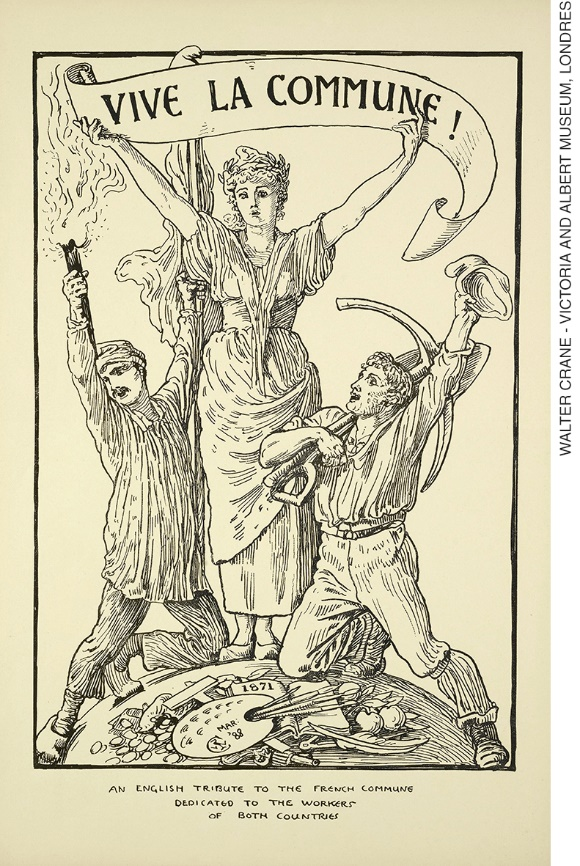 VIVE LA COMMUNE!
1871
MAR.
'88
AN ENGLISH TRIBUTE TO THE FRENCH COMMUNE
DEDICATED TO THE WORKERS
OF BOTH COUNTRIES
WALTER CRANE - VICTORIA AND ALBERT MUSEUM, LONDRES